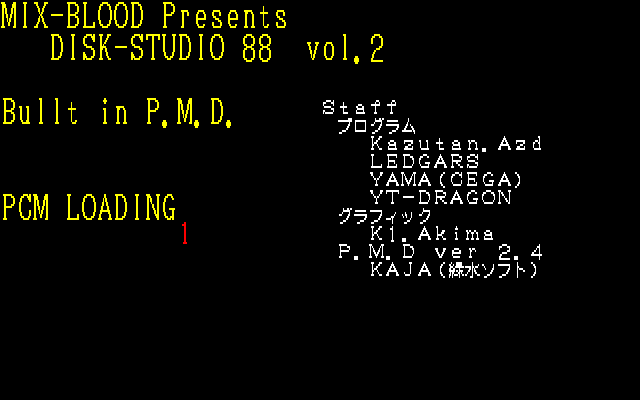 MIX-BLOOD Presents
DISK-STUDIO 88 vol.2
Bullt in P.M.D.
PCM LOADING
1
Staff
プログラム
Kazutan.Azd
LEDGARS
YAMA(CEGA)
YT-DRAGON
グラフィック
K1.Akima
P.M.D ver 2.4
KAJA(緑水ソフト)